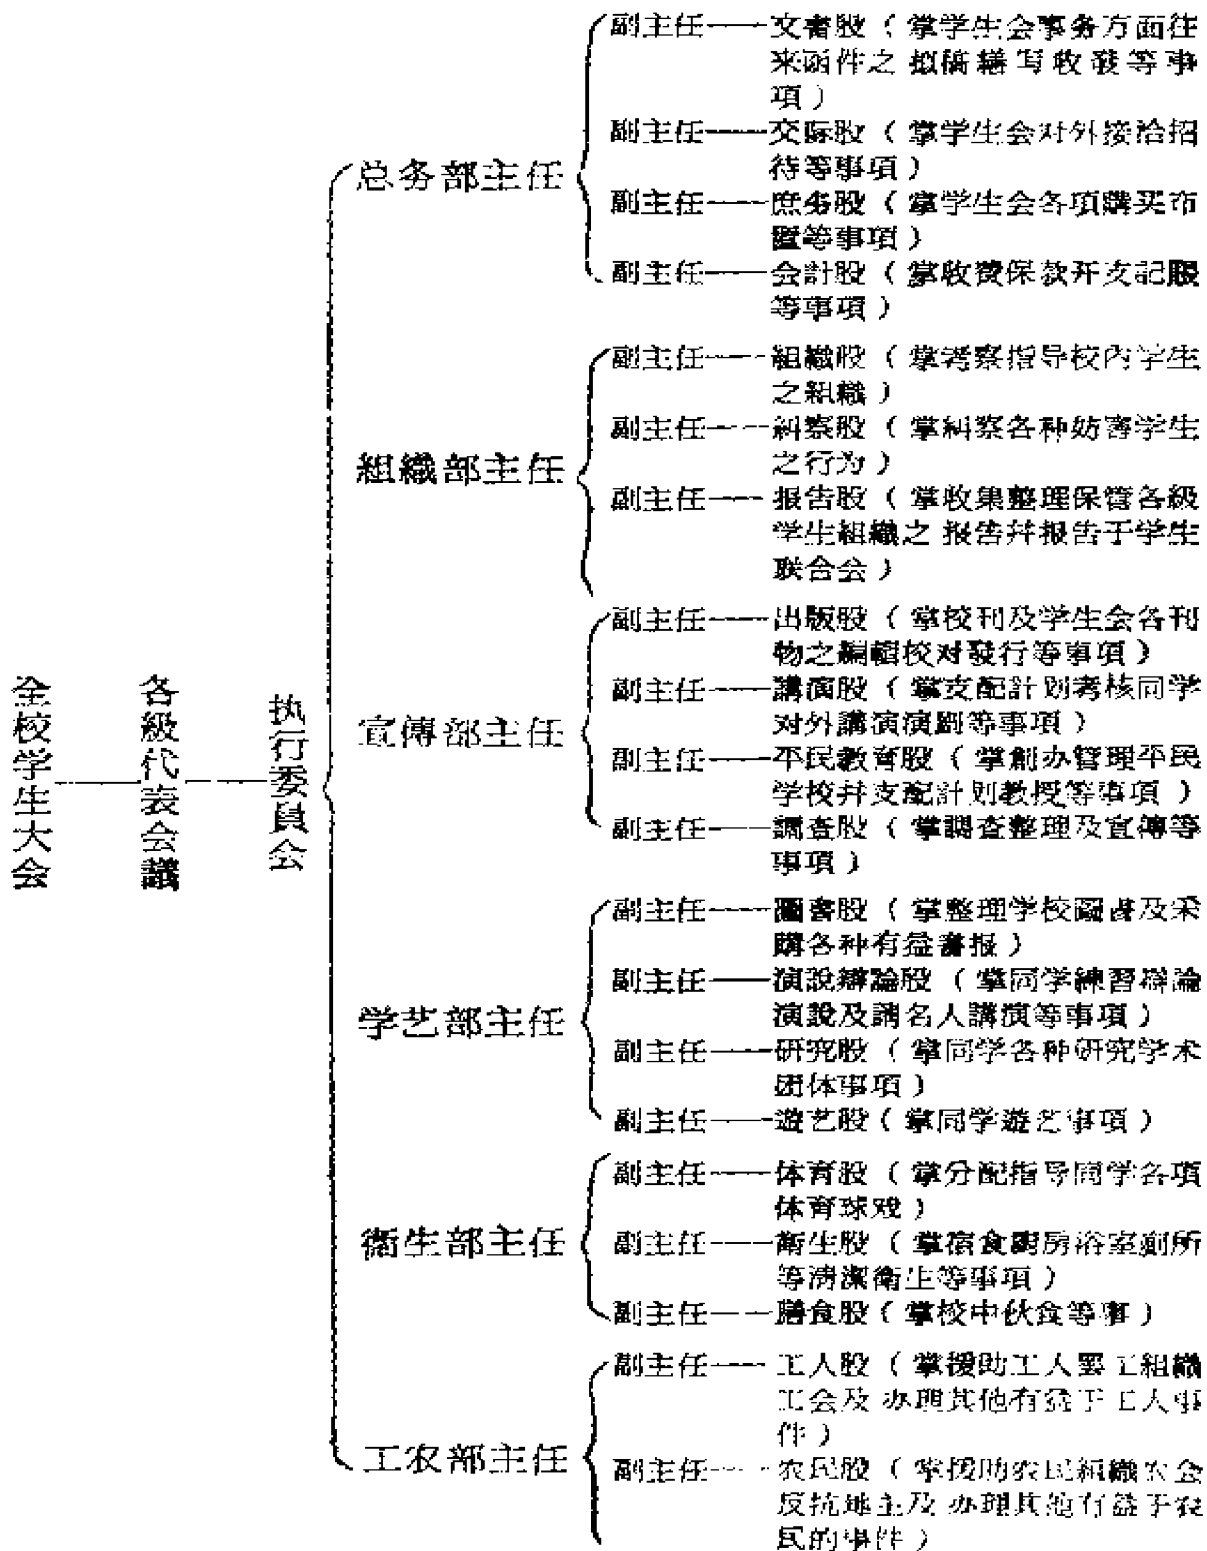 全校学生大会
各級代表会議
执行委員会
总务部主任
副主任——文書股（掌学生会事务方面往
来函件之拟稿繕写收發等事
項）
副主任——交际股（掌学生会对外接洽招
待等事項）
副主任——庶务股（掌学生会各項購买布
置等事項）
副主任——会計股（掌收費保款开支記賬
等事項）
組織部主任
副主任——組織股（掌考察指导校内学生
之組織）
副主任——糾察股（掌糾察各种妨害学生
之行为）
副主任——报告股（掌收集整理保管各級
学生組織之报告并报告于学生
联合会）
宣傳部主任
副主任——出版股（掌校刊及学生会各刊
物之編輯校对發行等事項）
副主任——講演股（掌支配計划考核同学
对外講演演劇等事項）
副主任——平民教育股（掌創办管理平民
学校并支配計划教授等事項）
副主任——調查股（掌調查整理及宣傳等
事項）
学艺部主任
副主任——圖書股（掌整理学校圖書及采
購各种有益書报）
副主任——演説辯論股（掌同学練習辯論
演説及請名人講演等事項）
副主任——研究股（掌同学各种研究学术
团体事項）
副主任——遊艺股（掌同学遊艺事項）
衛生部主任
副主任——体育股（掌分配指导同学各項
体育球戏）
副主任——衛生股（掌宿食厨房浴室廁所
等清潔衛生等事項）
副主任——膳食股（掌校中伙食等事）
工农部主任
副主任——工人股（掌援助工人罢工組織
工会及办理其他有益于工人事
件）
副主任——农民股（掌援助农民組織农会
反抗地主及办理其他有益于农
民的事件）